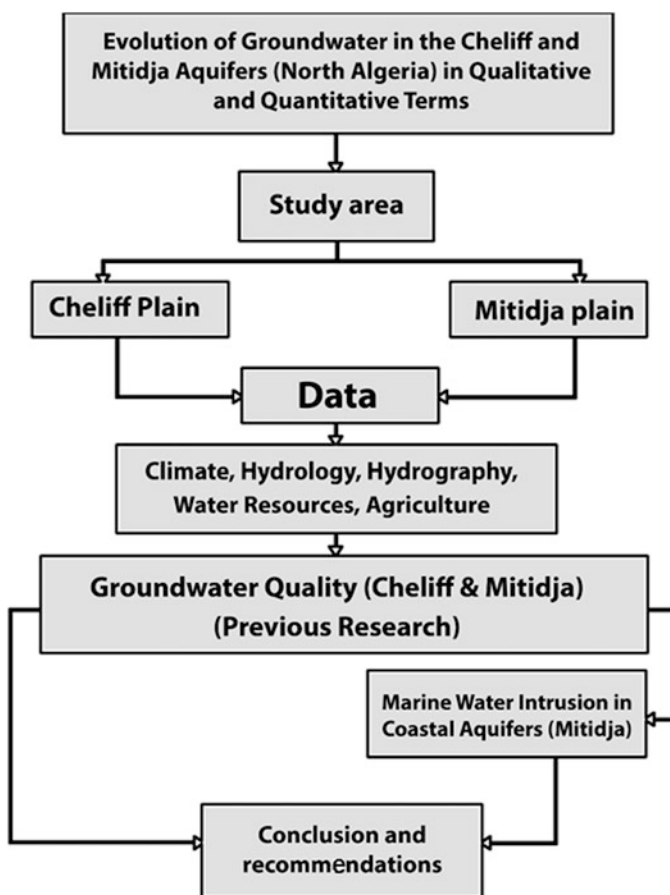 Evolution of Groundwater in the Cheliff and
Mitidja Aquifers (North Algeria) in Qualitative
and Quantitative Terms
Study area
Cheliff Plain
Mitidja plain
Data
Climate, Hydrology, Hydrography,
Water Resources, Agriculture
Groundwater Quality (Cheliff & Mitidja)
(Previous Research)
Marine Water Intrusion in
Coastal Aquifers (Mitidja)
Conclusion and
recommendations